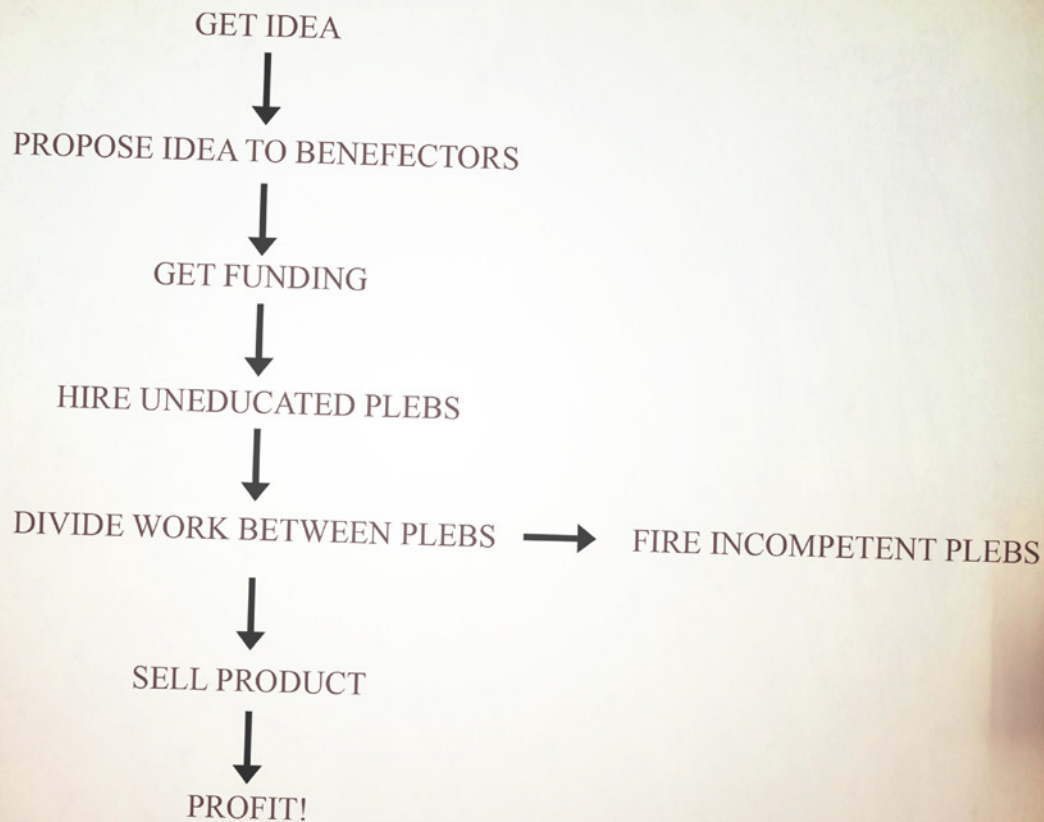 GET IDEA
PROPOSE IDEA TO BENEFECTORS
GET FUNDING
HIRE UNEDUCATED PLEBS
DIVIDE WORK BETWEEN PLEBS
FIRE INCOMPETENT PLEBS
SELL PRODUCT
PROFIT!